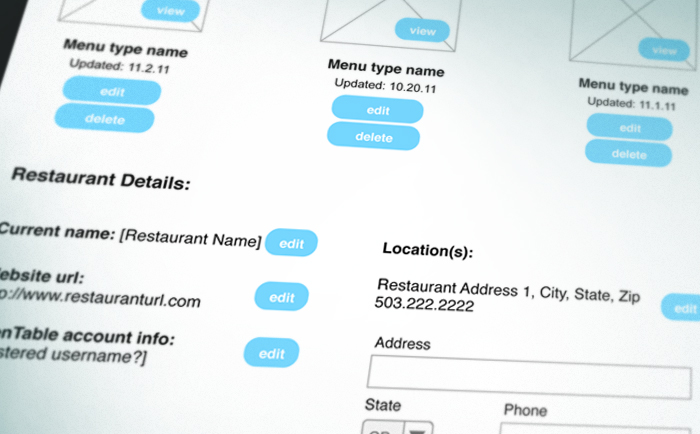 view
view
view
Menu type name
Updated: 11.2.11
edit
delete
Menu type name
Updated: 10.20.11
edit
delete
Menu type name
Updated: 11.1.11
edit
delete
Restaurant Details:
Current name: [Restaurant Name] edit
ebsite url:
p://www.restauranturl.com
edit
nTable account info:
stered username?]
edit
Location(s):
Restaurant Address 1, City, State, Zip
503.222.2222
edit
Address
State
Phone